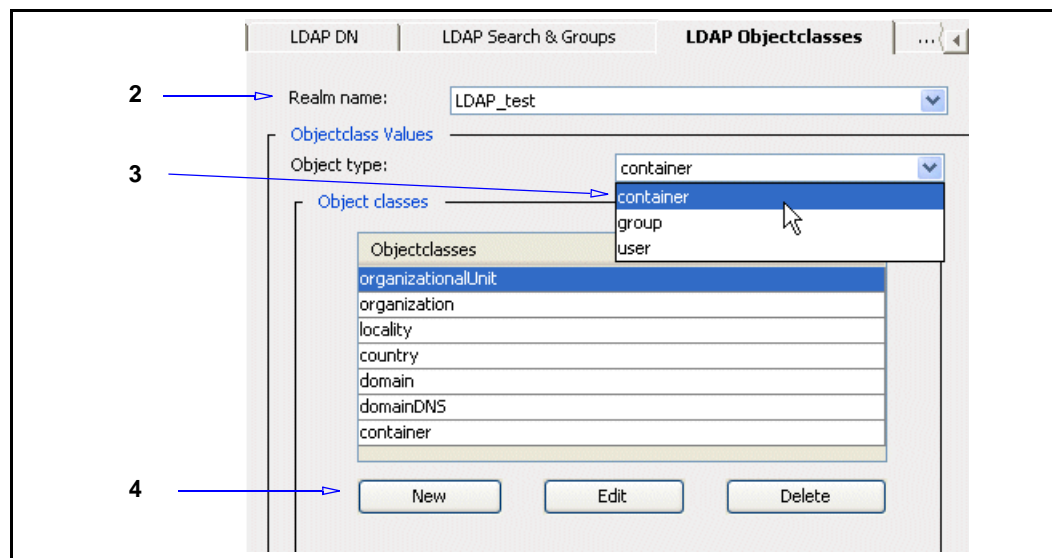 LDAP DN LDAP Search & Groups LDAP Objectclasses ...
2 Realm name: LDAP_test
Objectclass Values
3 Object type: container
container
group
user
Object classes
Objectclasses
organizationalUnit
organization
locality
country
domain
domainDNS
container
4 New Edit Delete